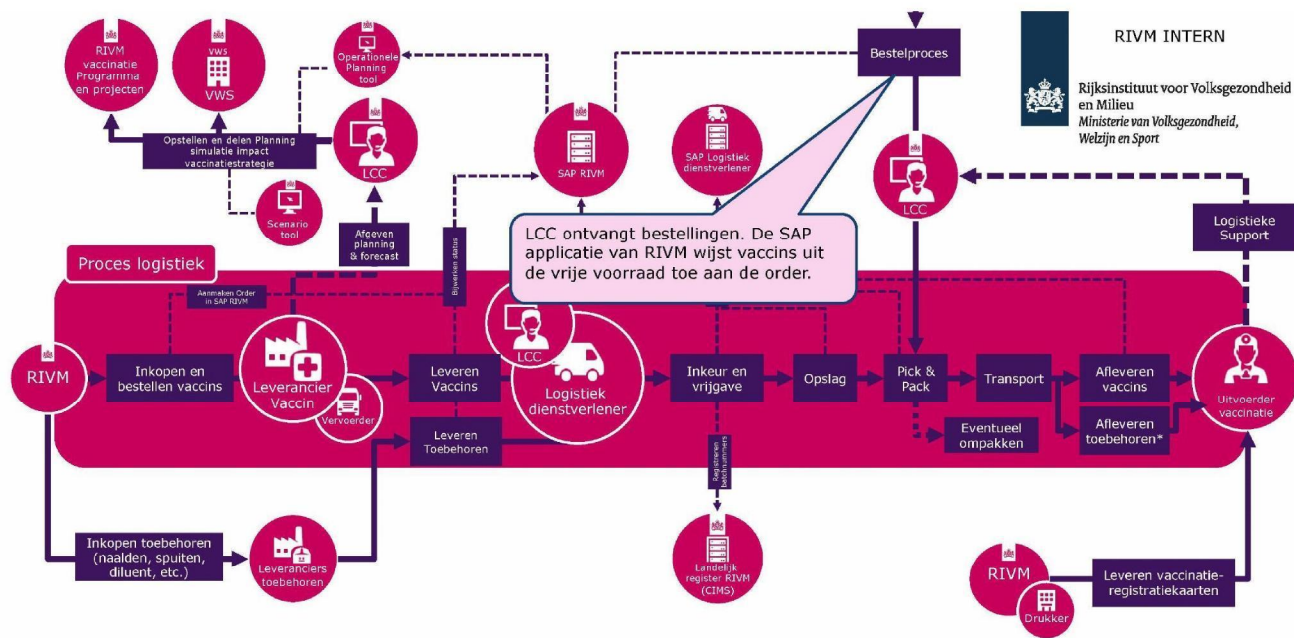 RIVM
vaccinatie
Programma
en projecten
vws
VWS
Operationele
Planning
tool
Opstellen en delen Planning
simulatie impact
vaccinatiestrategie
LCC
Scenario
tool
Afgeven
planning
& forecast
SAP RIVM
SAP Logistiek
dienstverlener
Bestelproces
LCC
RIVM INTERN
Rijksinstituut voor Volksgezondheid
en Milieu
Ministerie van Volksgezondheid,
Welzijn en Sport
Logistieke
Support
LCC ontvangt bestellingen. De SAP
applicatie van RIVM wijst vaccins uit
de vrije voorraad toe aan de order.
Proces logistiek
Aanmaken Order
in SAP RIVM
Bijwerken status
RIVM
Inkopen en
bestellen vaccins
Leverancier
Vaccin
Vervoerder
Leveren
Vaccins
Leveren
Toebehoren
LCC
Logistiek
dienstverlener
Inkeur en
vrijgave
Opslag
Pick &
Pack
Transport
Afleveren
vaccins
Eventueel
ompakken
Afleveren
toebehoren*
Uitvoerder
vaccinatie
Registreren
batchnummers
Inkopen toebehoren
(naalden, spuiten,
diluent, etc.)
Leveranciers
toebehoren
Landelijk
register RIVM
(CIMS)
RIVM
Drukker
Leveren vaccinatie-
registratiekaarten